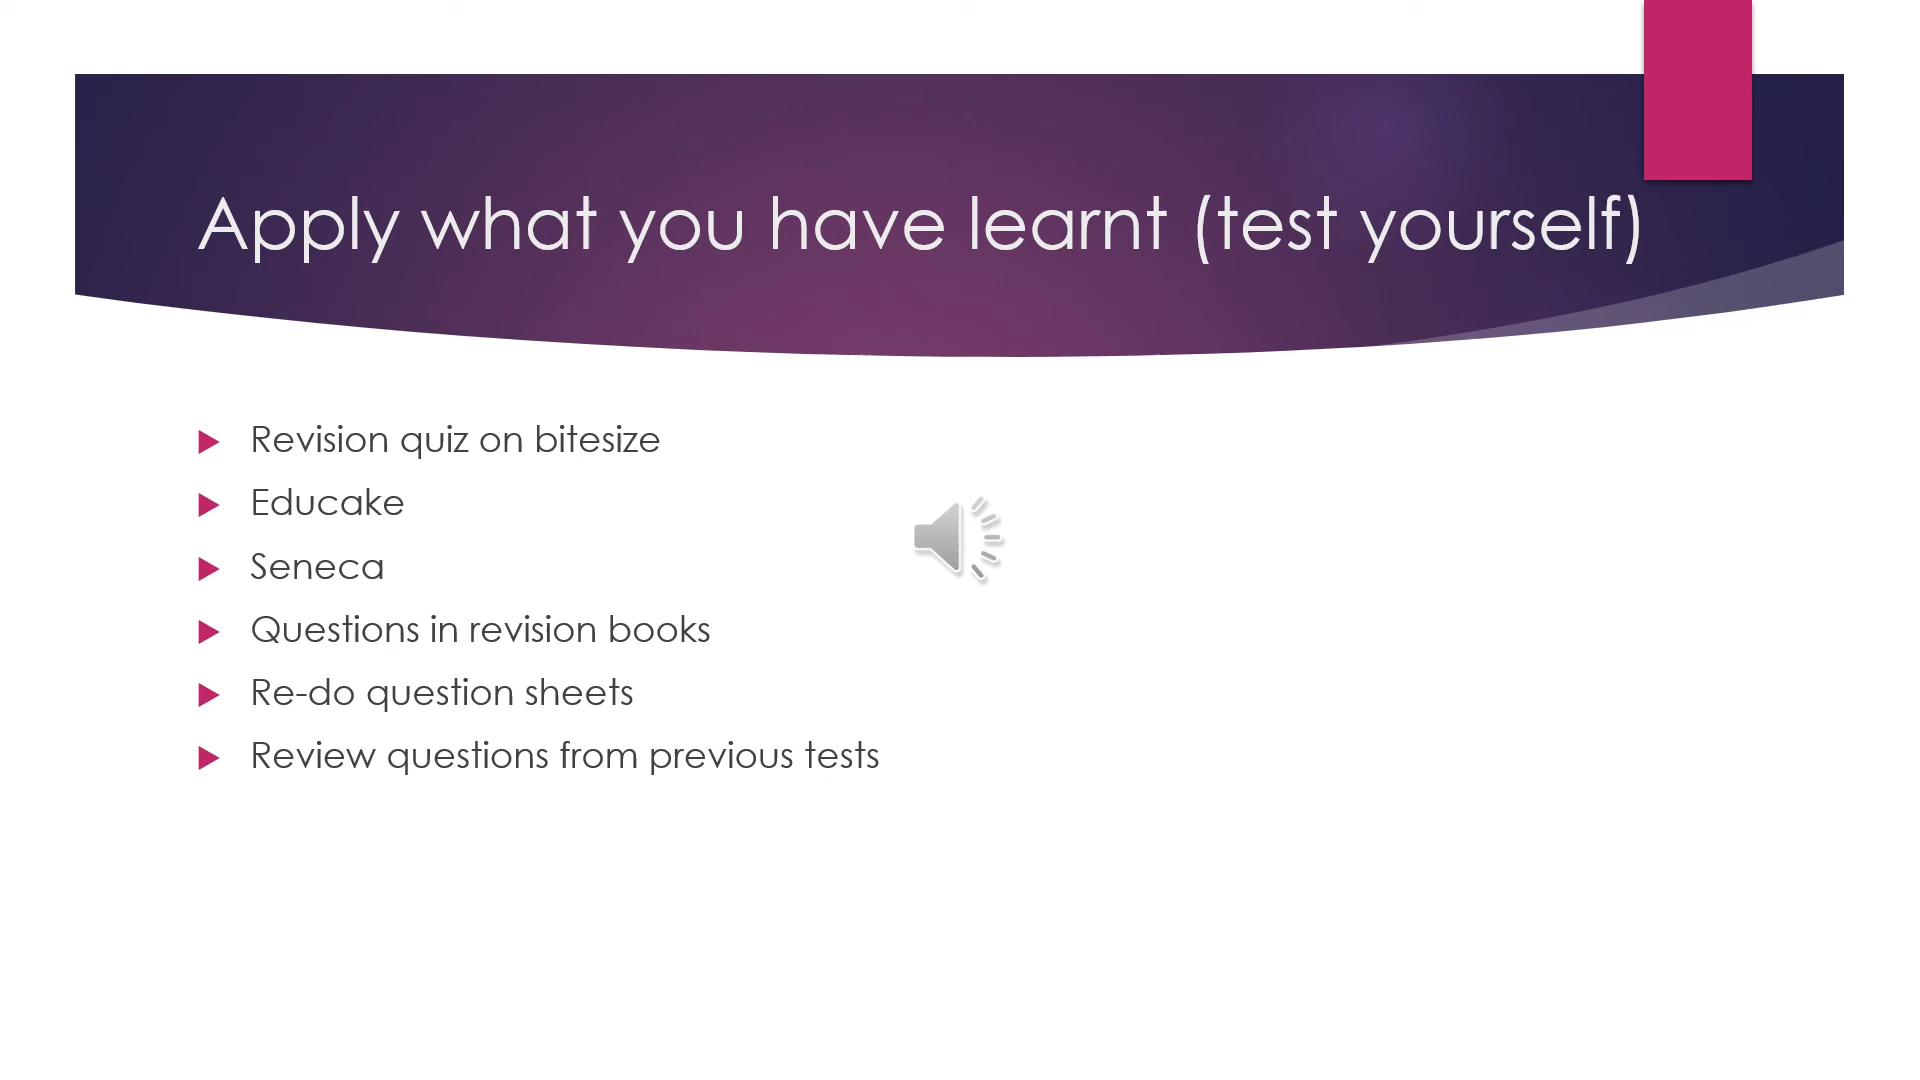 Apply what you have learnt (test yourself)
Revision quiz on bitesize
Educake
Seneca
Questions in revision books
Re-do question sheets
Review questions from previous tests